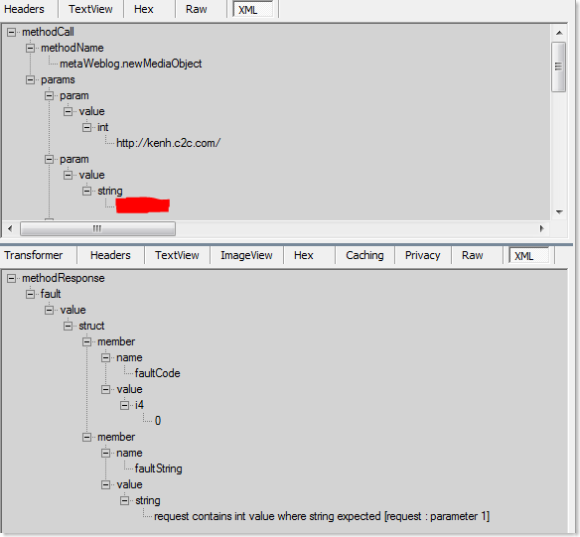 Headers TextView Hex Raw XML
methodCall
methodName
metaWeblog.newMediaObject
params
param
value
int
http://kenh.c2c.com/
param
value
string
Transformer Headers TextView ImageView Hex Caching Privacy Raw XML
methodResponse
fault
value
struct
member
name
faultCode
value
i4
0
member
name
faultString
value
string
request contains int value where string expected [request : parameter 1]